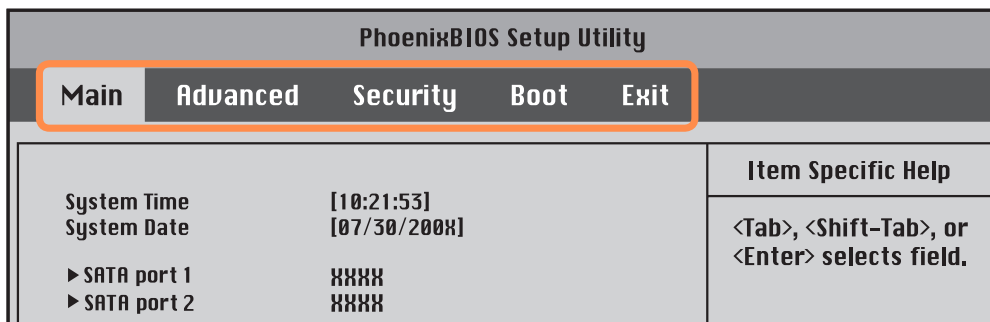 PhoenixBIOS Setup Utility
Main Advanced Security Boot Exit
Item Specific Help
System Time [10:21:53]
System Date [07/30/200X]
<Tab>, <Shift-Tab>, or
<Enter> selects field.
▶SATA port 1 XXXX
▶SATA port 2 XXXX